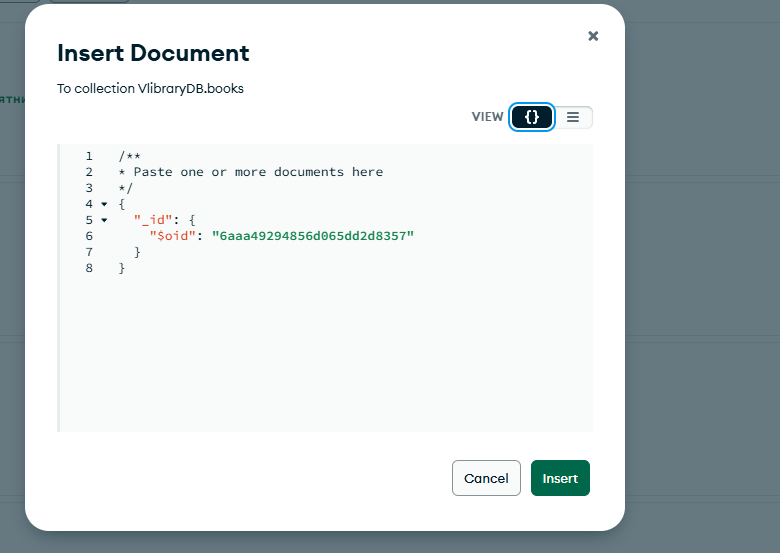 Insert Document
To collection VlibraryDB.books
VIEW {}
1 /**
2 * Paste one or more documents here
3 */
4 {
5 "_id": {
6 "$oid": "6aaa49294856d065dd2d8357"
7 }
8 }
Cancel Insert